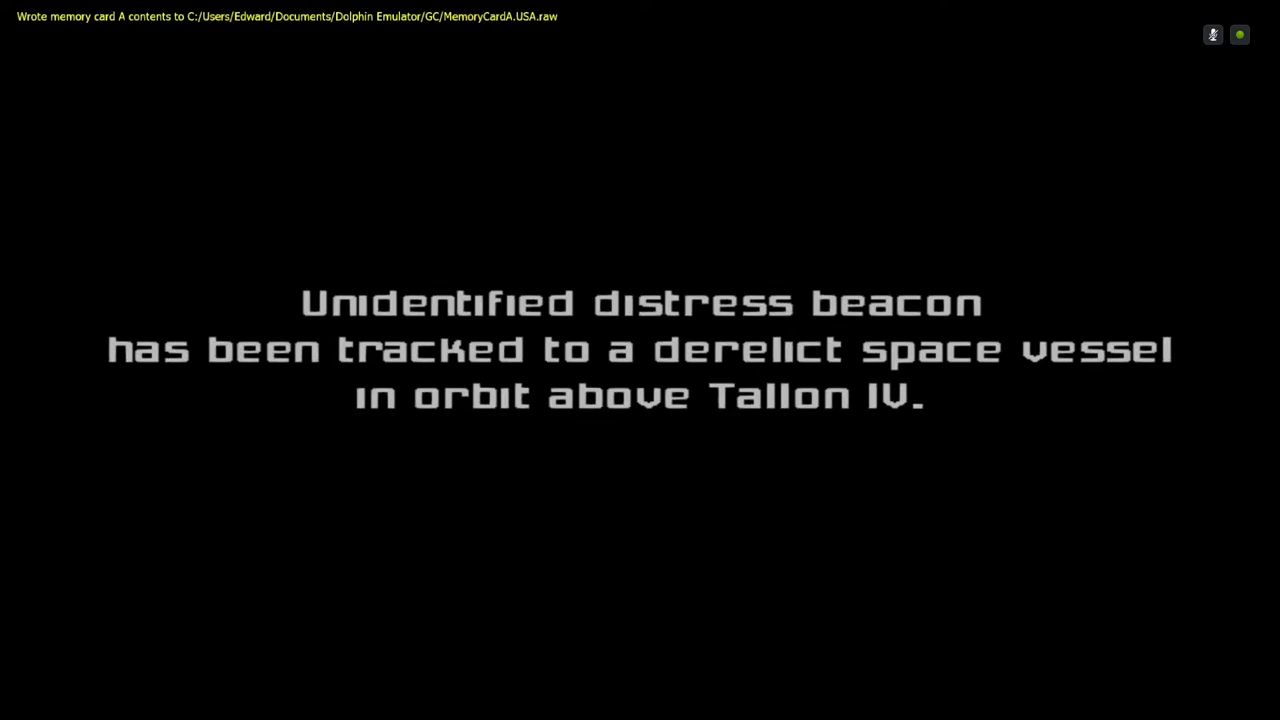 Wrote memory card A contents to C:/Users/Edward/Documents/Dolphin Emulator/GC/MemoryCardA.USA.raw
Unidentified distress beacon
has been tracked to a derelict space vessel
in orbit above Tallon IV.